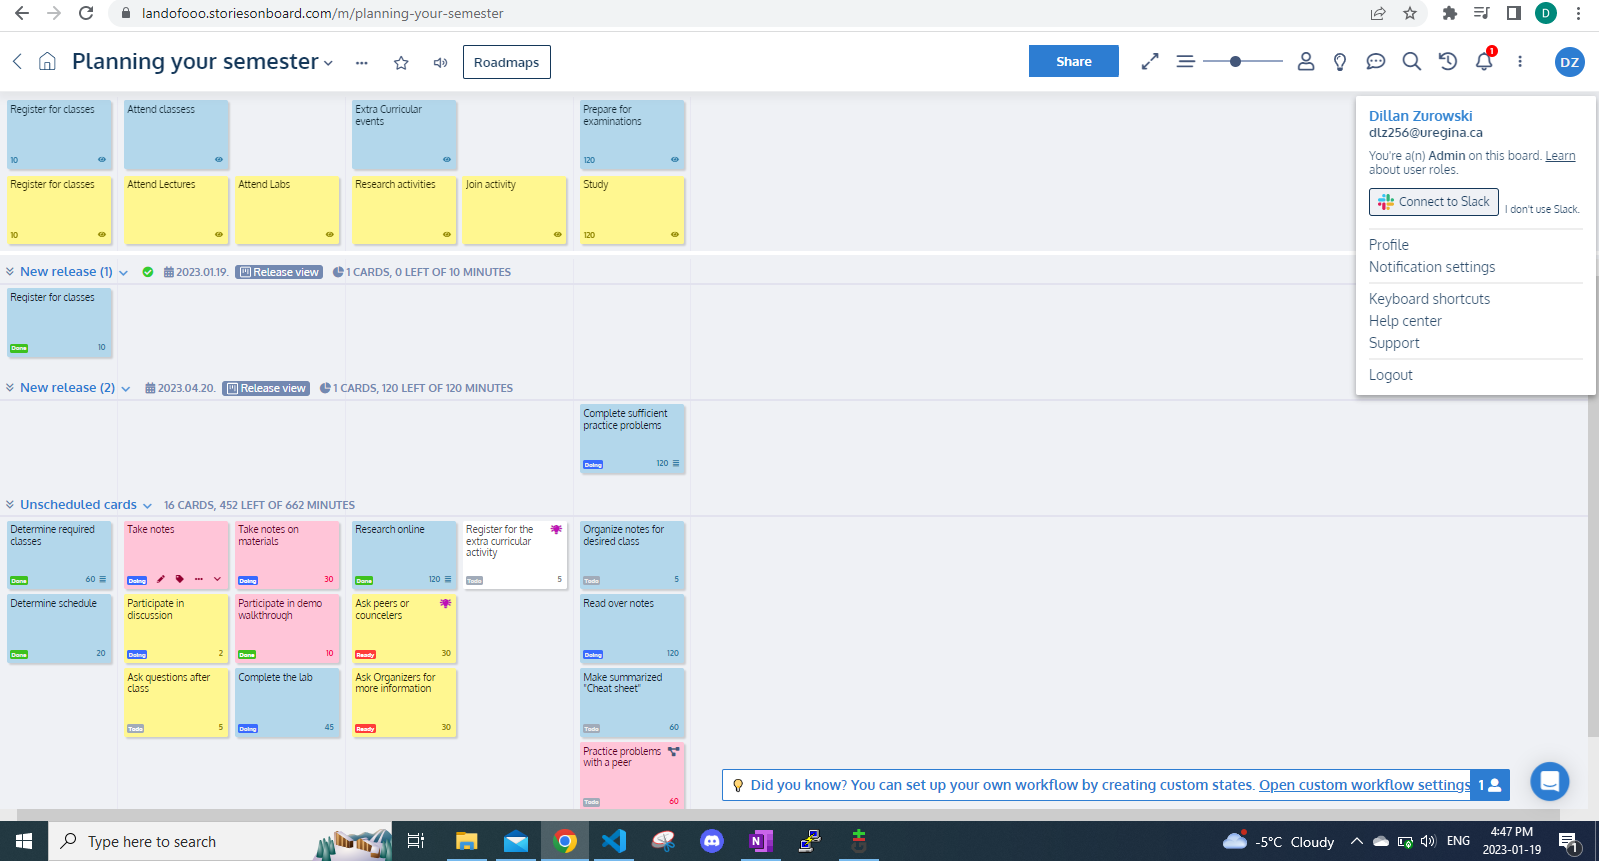 landofooo.storiesonboard.com/m/planning-your-semester
D
Planning your semester
Roadmaps
Share
1
DZ
Register for classes
10
Attend classess
Extra Curricular
events
Prepare for
examinations
120
Register for classes
10
Attend Lectures
Attend Labs
Research activities
Join activity
Study
120
Dillan Zurowski
dlz256@uregina.ca
You're a(n) Admin on this board. Learn
about user roles.
Connect to Slack
I don't use Slack.
Profile
Notification settings
Keyboard shortcuts
Help center
Support
Logout
New release (1)
2023.01.19.
Release view
1 CARDS, 0 LEFT OF 10 MINUTES
Register for classes
Done
10
New release (2)
2023.04.20.
Release view
1 CARDS, 120 LEFT OF 120 MINUTES
Complete sufficient
practice problems
Doing
120
Unscheduled cards
16 CARDS, 452 LEFT OF 662 MINUTES
Determine required
classes
Done
60
Take notes
Doing
Take notes on
materials
Doing
30
Research online
Done
120
Register for the
extra curricular
activity
Todo
5
Organize notes for
desired class
Todo
5
Determine schedule
Done
20
Participate in
discussion
Doing
2
Participate in demo
walkthrough
Done
10
Ask peers or
councelers
Ready
30
Read over notes
Doing
120
Ask questions after
class
Todo
5
Complete the lab
Doing
45
Ask Organizers for
more information
Ready
30
Make summarized
"Cheat sheet"
Todo
60
Practice problems
with a peer
Todo
60
Did you know? You can set up your own workflow by creating custom states. Open custom workflow settings
1
Type here to search
-5°C Cloudy
ENG
4:47 PM
2023-01-19
1